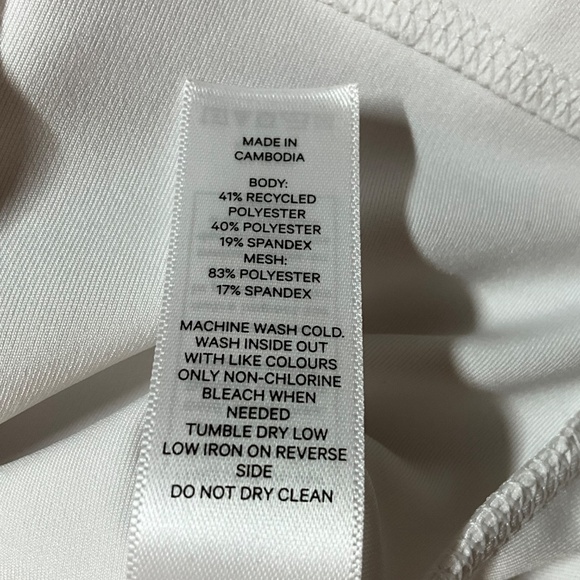 MADE IN
CAMBODIA
BODY:
41% RECYCLED
POLYESTER
40% POLYESTER
19% SPANDEX
MESH:
83% POLYESTER
17% SPANDEX
MACHINE WASH COLD.
WASH INSIDE OUT
WITH LIKE COLOURS
ONLY NON-CHLORINE
BLEACH WHEN
NEEDED
TUMBLE DRY LOW
LOW IRON ON REVERSE
SIDE
DO NOT DRY CLEAN